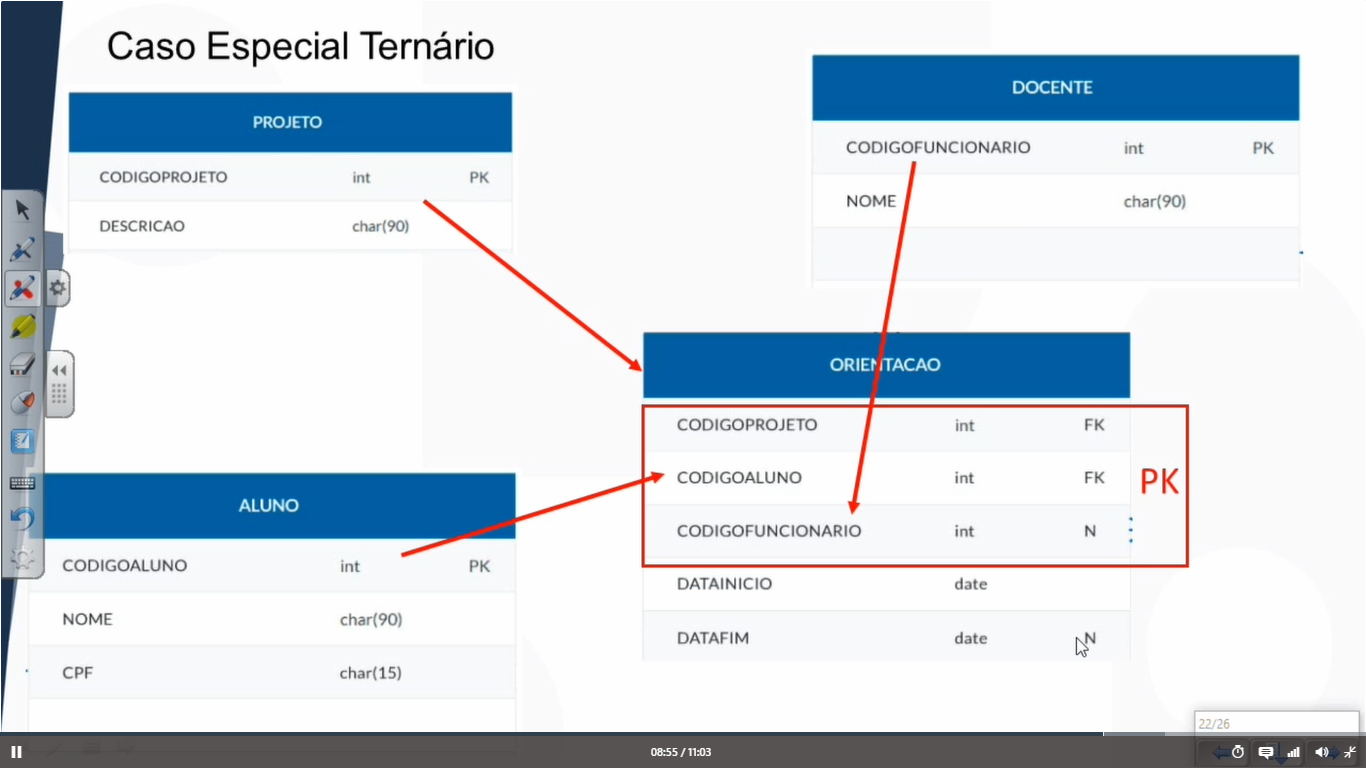 Caso Especial Ternário
PROJETO
CODIGOPROJETO int PK
DESCRICAO char(90)
DOCENTE
CODIGOFUNCIONARIO int PK
NOME char(90)
ORIENTACAO
CODIGOPROJETO int FK
CODIGOALUNO int FK
CODIGOFUNCIONARIO int N
DATAINICIO date
DATAFIM date N
PK
ALUNO
CODIGOALUNO int PK
NOME char(90)
CPF char(15)
22/26
08:55 / 11:03